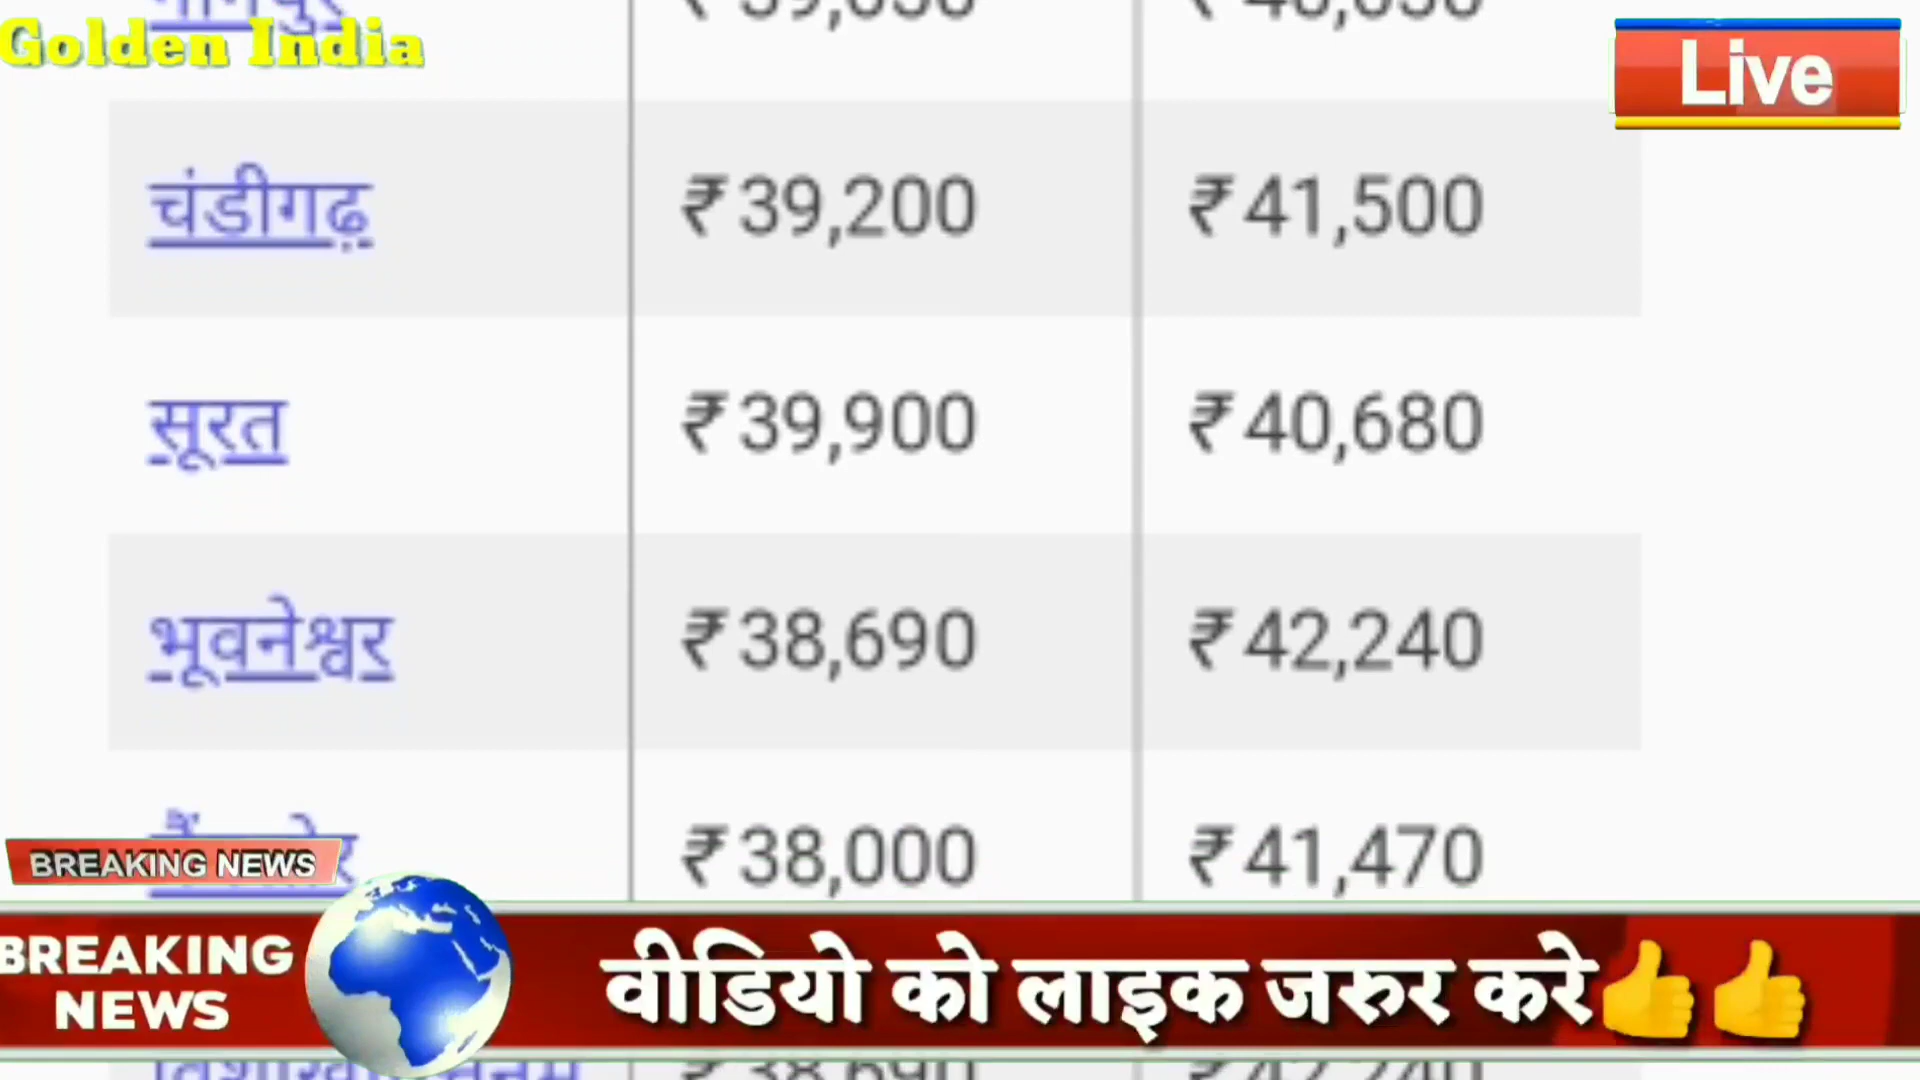 Golden India
Live
चंडीगढ़ ₹39,200 ₹41,500
सूरत ₹39,900 ₹40,680
भूवनेश्वर ₹38,690 ₹42,240
₹38,000 ₹41,470
BREAKING NEWS
BREAKING
NEWS
वीडियो को लाइक जरुर करे👍👍